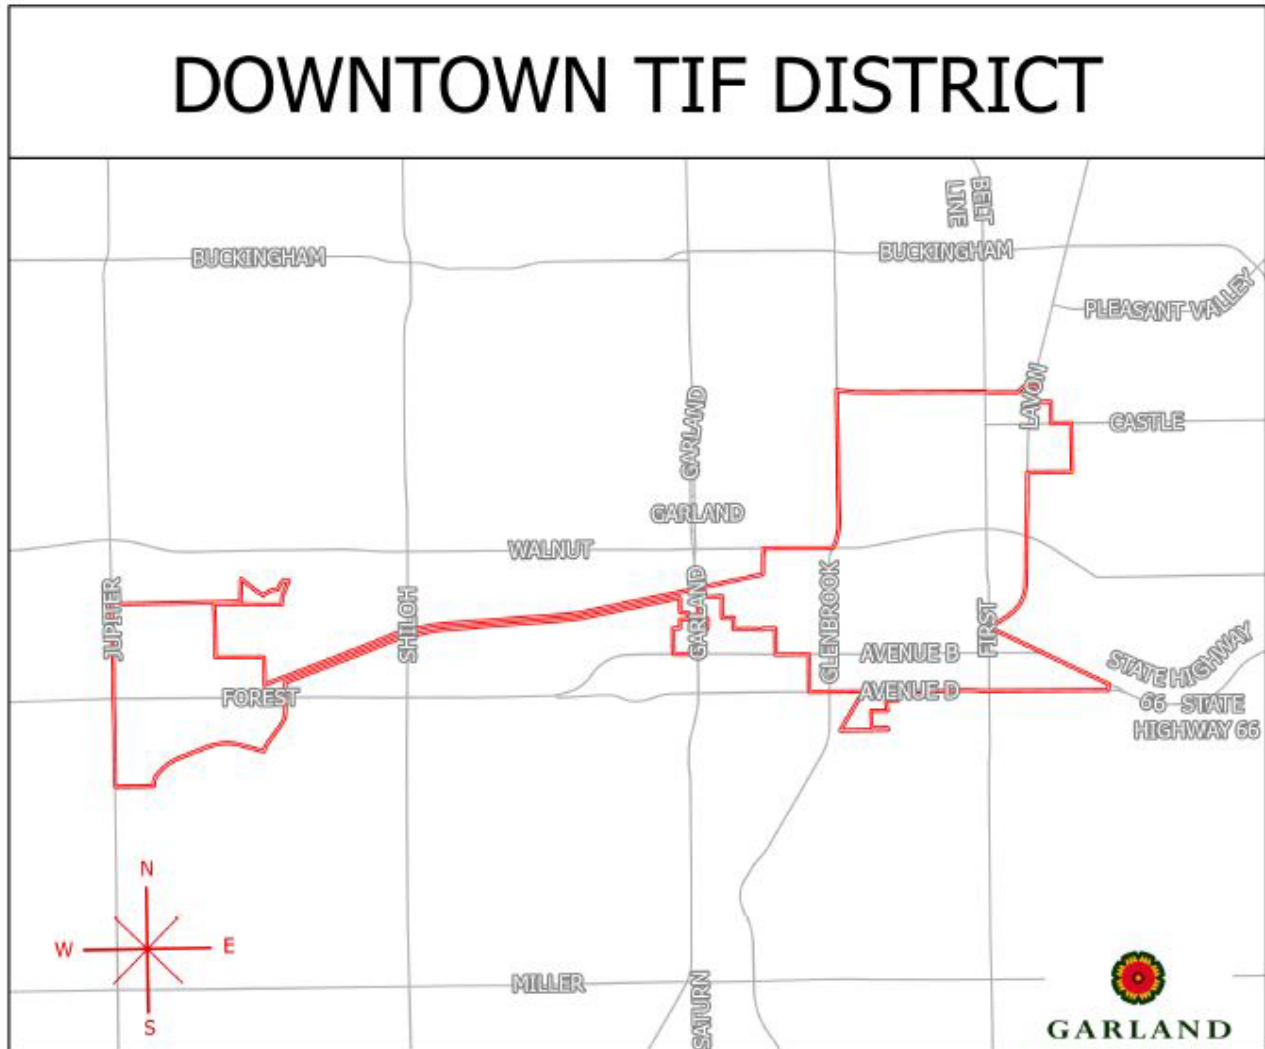 DOWNTOWN TIF DISTRICT
BELT
LINE
BUCKINGHAM
BUCKINGHAM
PLEASANT VALLEY
LAVON
GARLAND
CASTLE
GARLAND
WALNUT
JUPITER
SHILOH
GARLAND
GLENBROOK
FIRST
AVENUE B
STATE HIGHWAY
66 STATE
HIGHWAY 66
FOREST
AVENUE D
N
W
E
S
MILLER
SATURN
GARLAND